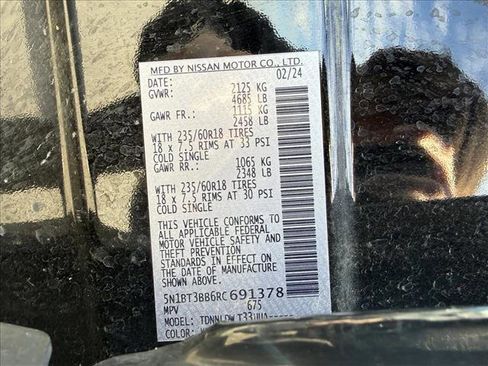 MFD BY NISSAN MOTOR CO., LTD.
DATE: 02/24
GVWR: 2125 KG
4685 LB
GAWR FR.: 1115 KG
2458 LB
WITH 235/60R18 TIRES
18 x 7.5 RIMS AT 33 PSI
COLD SINGLE
GAWR RR.: 1065 KG
2348 LB
WITH 235/60R18 TIRES
18 x 7.5 RIMS AT 30 PSI
COLD SINGLE
THIS VEHICLE CONFORMS TO
ALL APPLICABLE FEDERAL
MOTOR VEHICLE SAFETY AND
THEFT PREVENTION
STANDARDS IN EFFECT ON
THE DATE OF MANUFACTURE
SHOWN ABOVE.
5N1BT3BB6RC691378
MPV 675
MODEL:
COLOR: